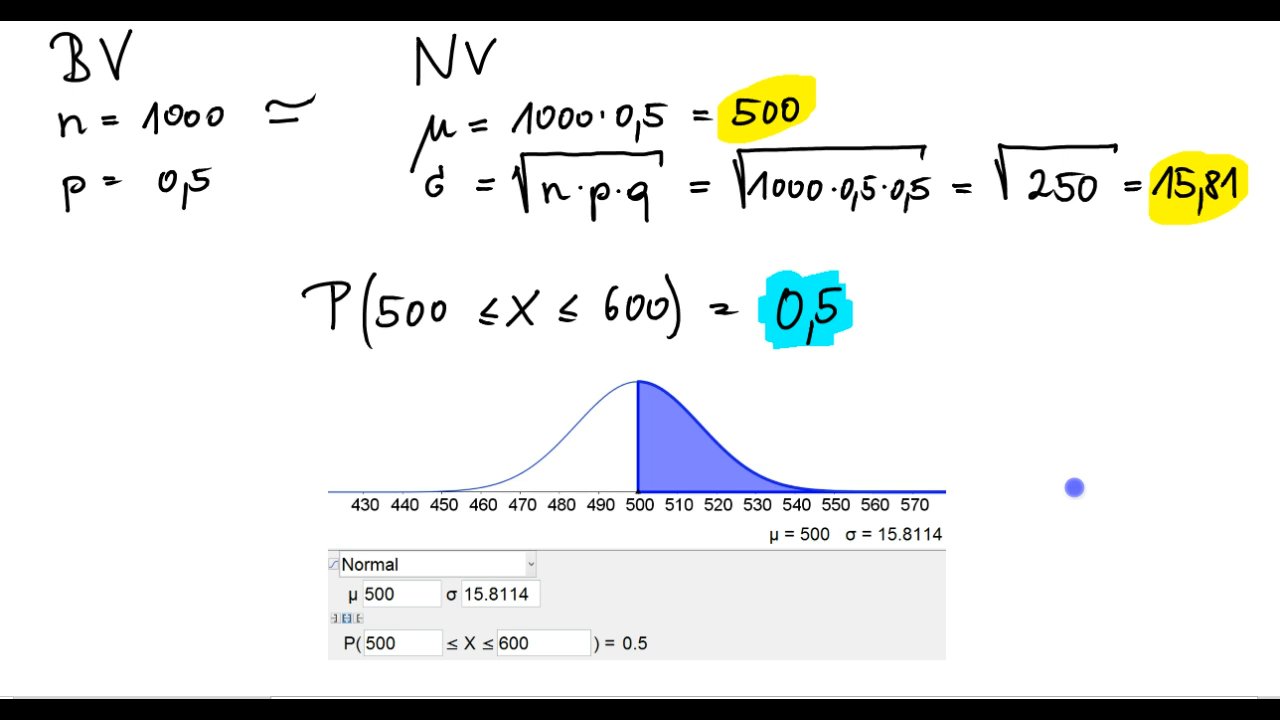 BV NV
n = 1000 ≃ μ = 1000·0,5 = 500
p = 0,5 σ = √n·p·q = √1000·0,5·0,5 = √250 = 15,81
P(500 ≤ X ≤ 600) = 0,5
430 440 450 460 470 480 490 500 510 520 530 540 550 560 570
μ = 500 σ = 15.8114
Normal
μ 500 σ 15.8114
P( 500 ≤ X ≤ 600 ) = 0.5